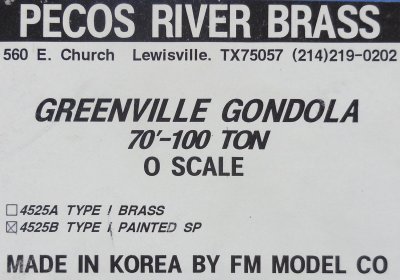 PECOS RIVER BRASS
560 E. Church Lewisville. TX75057 (214)219-0202
GREENVILLE GONDOLA
70'-100 TON
O SCALE
☐ 4525A TYPE I BRASS
☒ 4525B TYPE I PAINTED SP
MADE IN KOREA BY FM MODEL CO